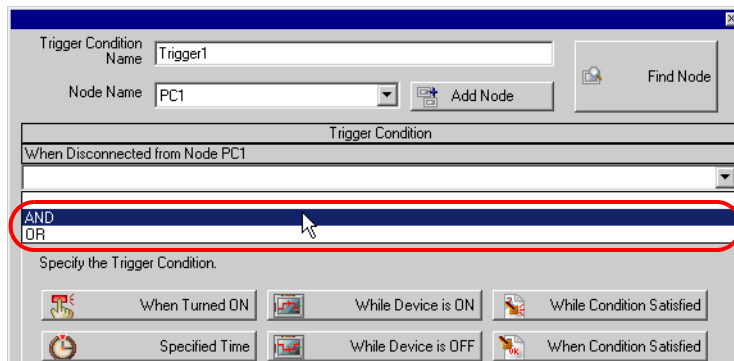 Trigger Condition Name
Trigger1
Find Node
Node Name
PC1
Add Node
Trigger Condition
When Disconnected from Node PC1
AND
OR
Specify the Trigger Condition.
When Turned ON
While Device is ON
While Condition Satisfied
Specified Time
While Device is OFF
When Condition Satisfied